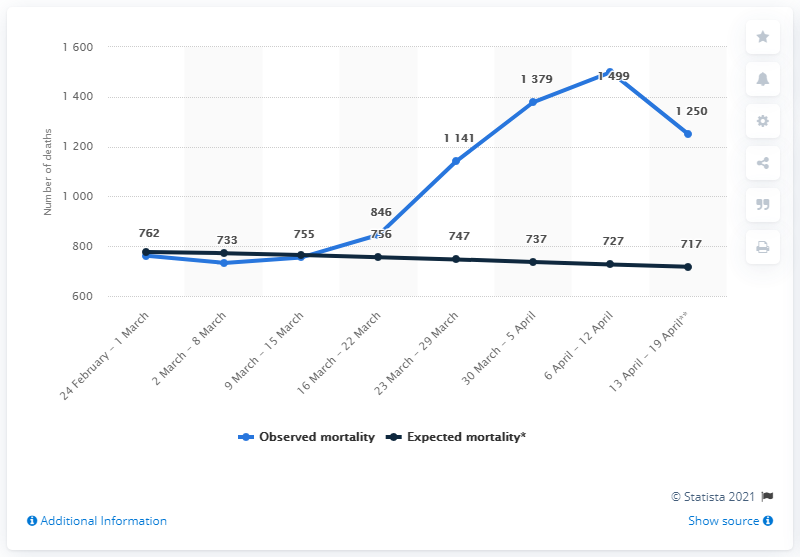 1 600
1 400
1 200
1 000
800
600
Number of deaths
762
733
755
846
756
1 141
747
1 379
737
1 499
727
1 250
717
24 February – 1 March
2 March – 8 March
9 March – 15 March
16 March – 22 March
23 March – 29 March
30 March – 5 April
6 April – 12 April
13 April – 19 April**
Observed mortality
Expected mortality*
© Statista 2021
Additional Information
Show source